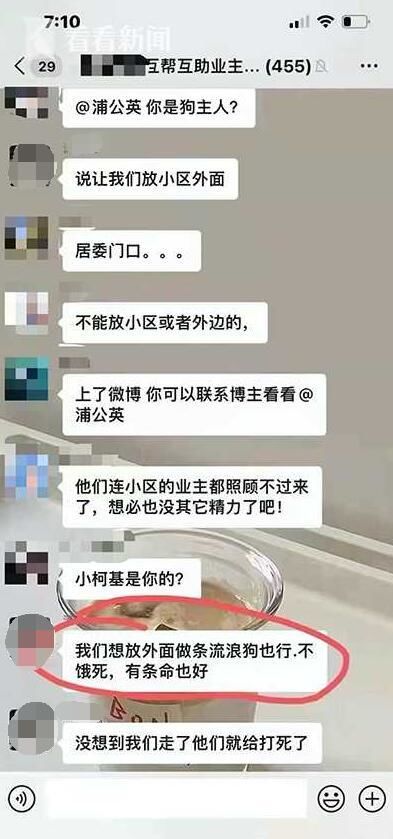 7:10
看看新闻
29
互帮互助业主...(455)
@浦公英 你是狗主人?
说让我们放小区外面
居委门口。。。
不能放小区或者外边的,
上了微博 你可以联系博主看看@
浦公英
他们连小区的业主都照顾不过来
了，想必也没其它精力了吧！
小柯基是你的?
我们想放外面做条流浪狗也行.不
饿死，有条命也好
没想到我们走了他们就给打死了